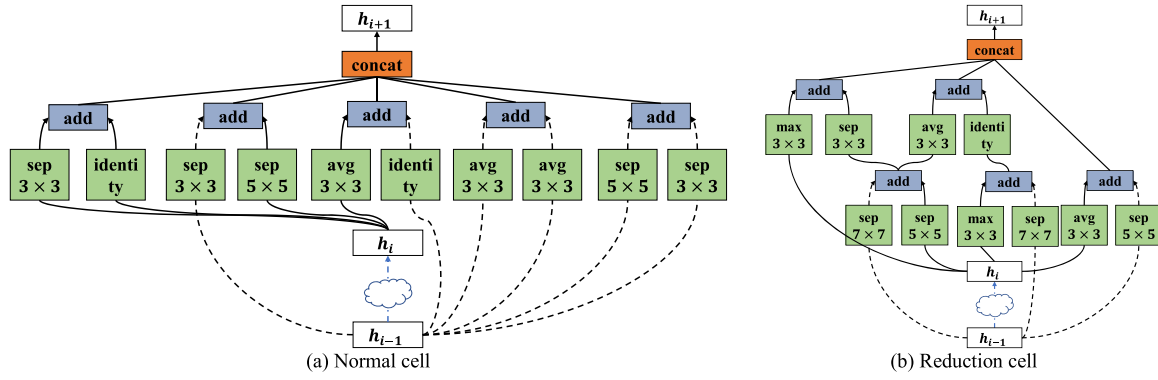 h_{i+1}
concat
add add add add add
sep 3 × 3 identi ty sep 3 × 3 sep 5 × 5 avg 3 × 3 identi ty avg 3 × 3 avg 3 × 3 sep 5 × 5 sep 3 × 3
h_i
h_{i-1}
(a) Normal cell
h_{i+1}
concat
add add
max 3 × 3 sep 3 × 3 avg 3 × 3 identi ty
add add add
sep 7 × 7 sep 5 × 5 max 3 × 3 sep 7 × 7 avg 3 × 3 sep 5 × 5
h_i
h_{i-1}
(b) Reduction cell